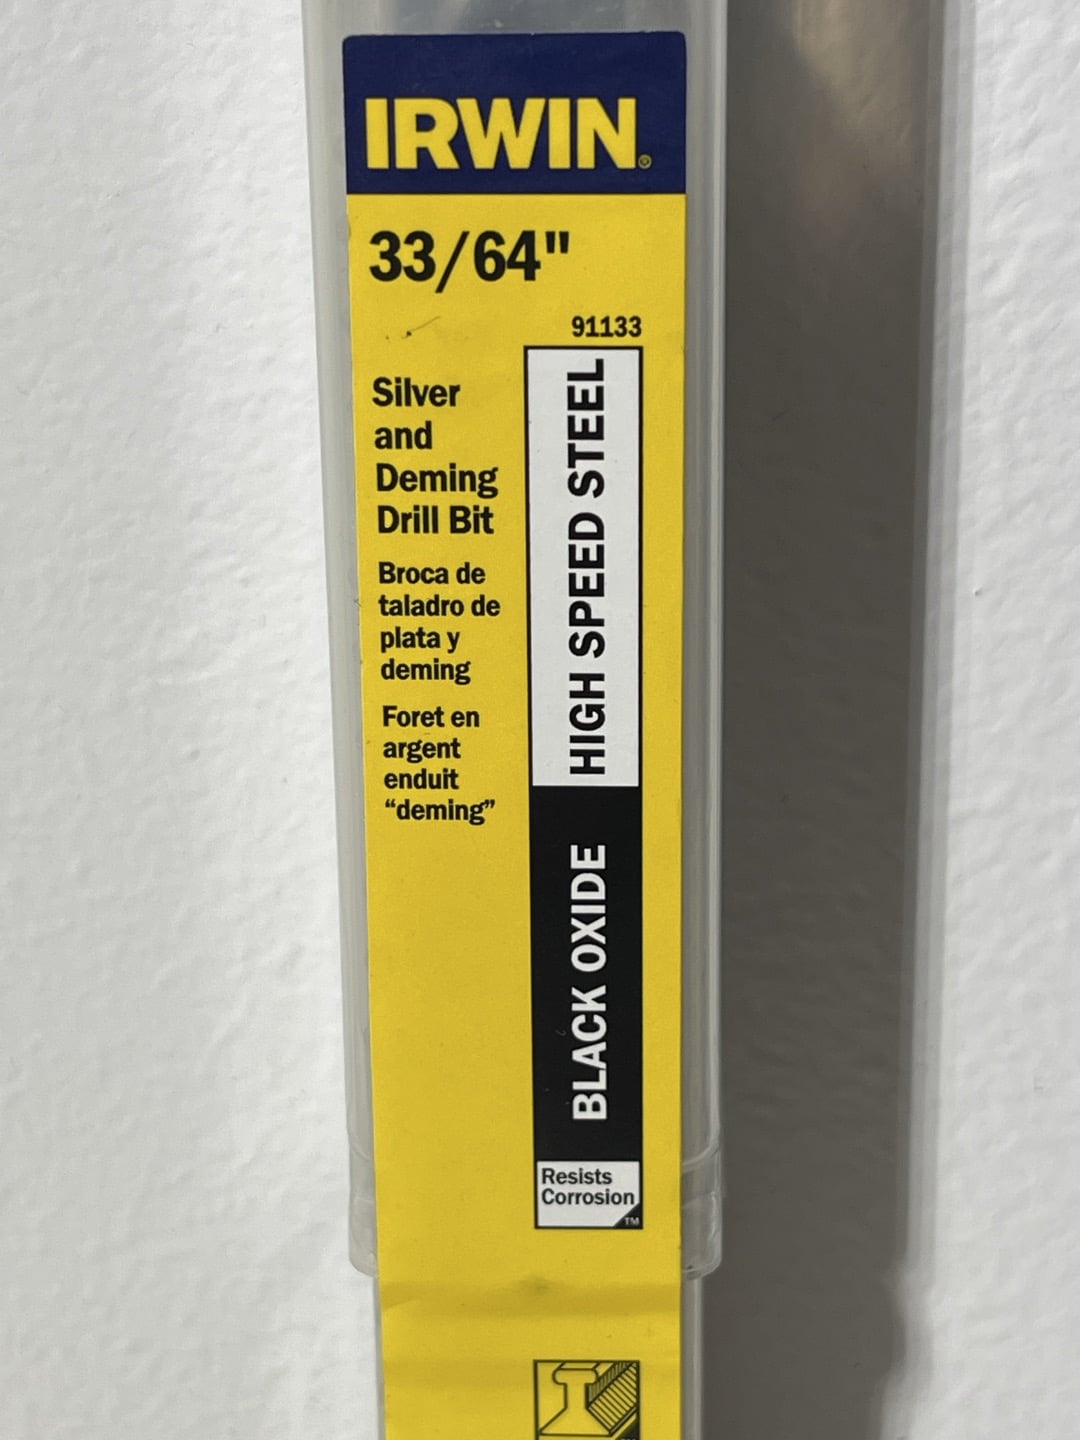 IRWIN®
33/64"
91133
Silver
and
Deming
Drill Bit
Broca de
taladro de
plata y
deming
Foret en
argent
enduit
“deming”
HIGH SPEED STEEL
BLACK OXIDE
Resists
Corrosion
TM